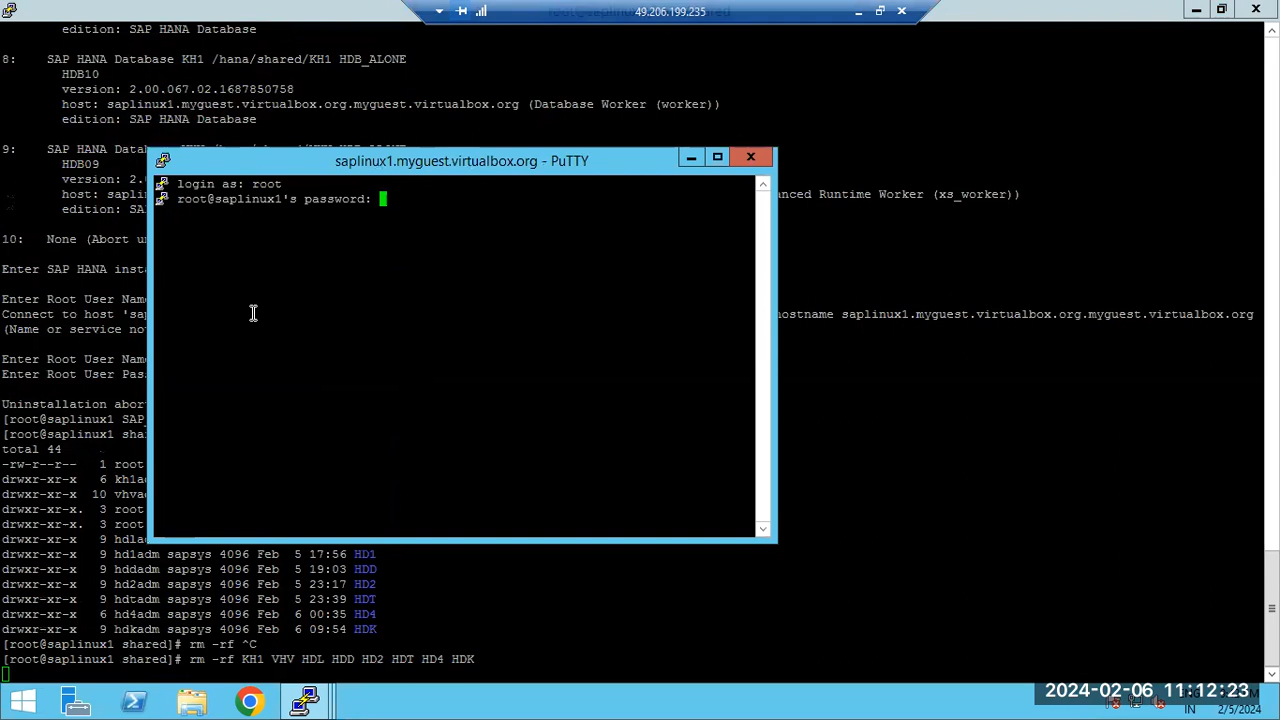 49.206.199.235
edition: SAP HANA Database
8: SAP HANA Database KH1 /hana/shared/KH1 HDB_ALONE
HDB10
version: 2.00.067.02.1687850758
host: saplinux1.myguest.virtualbox.org.myguest.virtualbox.org (Database Worker (worker))
edition: SAP HANA Database
9: SAP HANA Datab
HDB09
saplinux1.myguest.virtualbox.org - PuTTY
version: 2.
login as: root
host: sapli
anced Runtime Worker (xs_worker))
root@saplinux1's password:
edition: SA
10: None (Abort un
Enter SAP HANA inst
Enter Root User Nam
Connect to host 'sap
hostname saplinux1.myguest.virtualbox.org.myguest.virtualbox.org
(Name or service no
Enter Root User Nam
Enter Root User Pas
Uninstallation abor
[root@saplinux1 SAP
[root@saplinux1 shar
total 44
-rw-r--r-- 1 root
drwxr-xr-x 6 kh1a
drwxr-xr-x 10 vhva
drwxr-xr-x. 3 root
drwxr-xr-x. 3 root
drwxr-xr-x 9 hdla
drwxr-xr-x 9 hd1adm sapsys 4096 Feb 5 17:56 HD1
drwxr-xr-x 9 hddadm sapsys 4096 Feb 5 19:03 HDD
drwxr-xr-x 9 hd2adm sapsys 4096 Feb 5 23:17 HD2
drwxr-xr-x 9 hdtadm sapsys 4096 Feb 5 23:39 HDT
drwxr-xr-x 6 hd4adm sapsys 4096 Feb 6 00:35 HD4
drwxr-xr-x 9 hdkadm sapsys 4096 Feb 6 09:54 HDK
[root@saplinux1 shared]# rm -rf ^C
[root@saplinux1 shared]# rm -rf KH1 VHV HDL HDD HD2 HDT HD4 HDK
2024-02-06 11:12:23
IN
2/5/2024